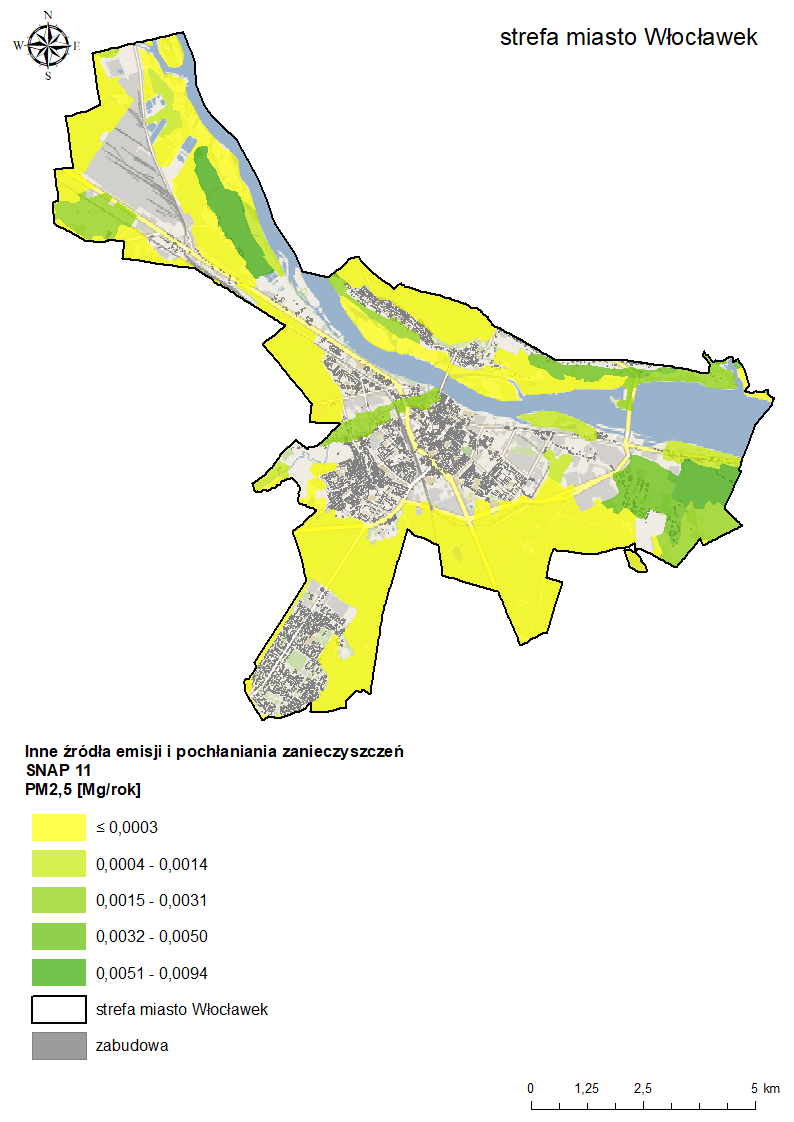 N
W E
S
strefa miasto Włocławek
Inne źródła emisji i pochłaniania zanieczyszczeń
SNAP 11
PM2,5 [Mg/rok]
≤ 0,0003
0,0004 - 0,0014
0,0015 - 0,0031
0,0032 - 0,0050
0,0051 - 0,0094
strefa miasto Włocławek
zabudowa
0 1,25 2,5 5 km